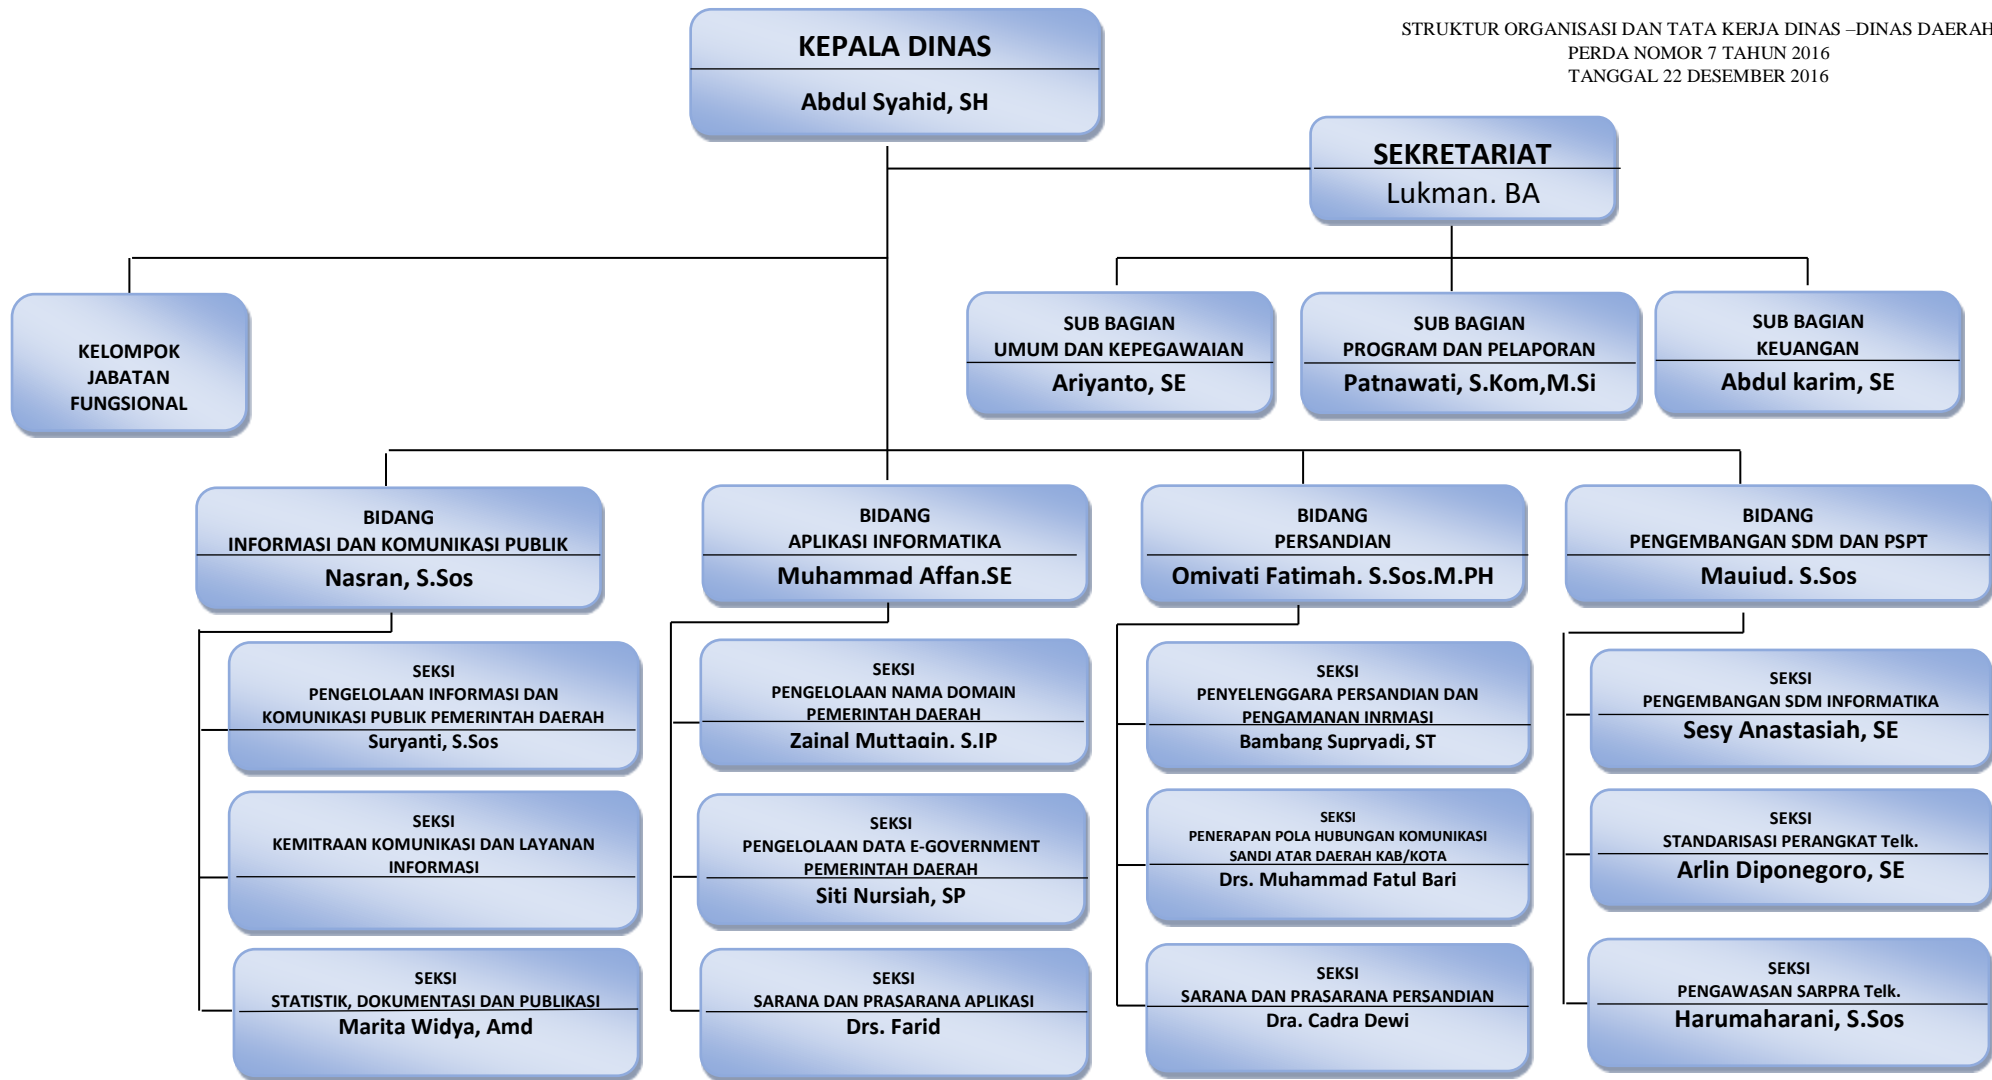 STRUKTUR ORGANISASI DAN TATA KERJA DINAS –DINAS DAERAH
PERDA NOMOR 7 TAHUN 2016
TANGGAL 22 DESEMBER 2016
KEPALA DINAS
Abdul Syahid, SH
SEKRETARIAT
Lukman. BA
KELOMPOK
JABATAN
FUNGSIONAL
SUB BAGIAN
UMUM DAN KEPEGAWAIAN
Ariyanto, SE
SUB BAGIAN
PROGRAM DAN PELAPORAN
Patnawati, S.Kom,M.Si
SUB BAGIAN
KEUANGAN
Abdul karim, SE
BIDANG
INFORMASI DAN KOMUNIKASI PUBLIK
Nasran, S.Sos
SEKSI
PENGELOLAAN INFORMASI DAN
KOMUNIKASI PUBLIK PEMERINTAH DAERAH
Suryanti, S.Sos
SEKSI
KEMITRAAN KOMUNIKASI DAN LAYANAN
INFORMASI
SEKSI
STATISTIK, DOKUMENTASI DAN PUBLIKASI
Marita Widya, Amd
BIDANG
APLIKASI INFORMATIKA
Muhammad Affan.SE
SEKSI
PENGELOLAAN NAMA DOMAIN
PEMERINTAH DAERAH
Zainal Muttaqin. S.IP
SEKSI
PENGELOLAAN DATA E-GOVERNMENT
PEMERINTAH DAERAH
Siti Nursiah, SP
SEKSI
SARANA DAN PRASARANA APLIKASI
Drs. Farid
BIDANG
PERSANDIAN
Omiyati Fatimah. S.Sos.M.PH
SEKSI
PENYELENGGARA PERSANDIAN DAN
PENGAMANAN INRMASI
Bambang Supryadi, ST
SEKSI
PENERAPAN POLA HUBUNGAN KOMUNIKASI
SANDI ATAR DAERAH KAB/KOTA
Drs. Muhammad Fatul Bari
SEKSI
SARANA DAN PRASARANA PERSANDIAN
Dra. Cadra Dewi
BIDANG
PENGEMBANGAN SDM DAN PSPT
Maujud. S.Sos
SEKSI
PENGEMBANGAN SDM INFORMATIKA
Sesy Anastasiah, SE
SEKSI
STANDARISASI PERANGKAT Telk.
Arlin Diponegoro, SE
SEKSI
PENGAWASAN SARPRA Telk.
Harumaharani, S.Sos